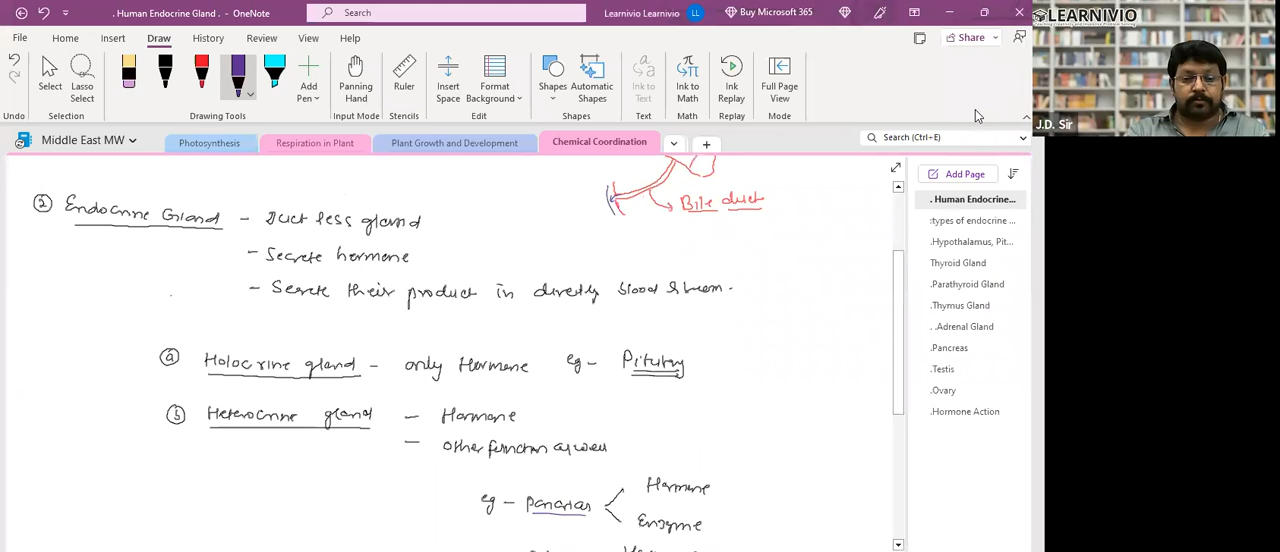 . Human Endocrine Gland . - OneNote
Search
Learnivio Learnivio
LL
Buy Microsoft 365
LEARNIVIO
File Home Insert Draw History Review View Help
Share
Undo
Select
Lasso Select
Add Pen
Panning Hand
Ruler
Insert Space
Format Background
Shapes
Automatic Shapes
Ink to Text
Ink to Math
Ink Replay
Full Page View
Selection
Drawing Tools
Input Mode
Stencils
Edit
Shapes
Text
Math
Replay
Mode
J.D. Sir
Middle East MW
Photosynthesis
Respiration in Plant
Plant Growth and Development
Chemical Coordination
Search (Ctrl+E)
Add Page
. Human Endocrine...
:types of endocrine ...
.Hypothalamus, Pit...
Thyroid Gland
.Parathyroid Gland
.Thymus Gland
. .Adrenal Gland
.Pancreas
.Testis
.Ovary
.Hormone Action
Bile duct
② Endocrine Gland - Duct less gland
- Secrete hormone
- Secrete their product in directly blood stream.
ⓐ Holocrine gland - only Hormone eg - Pitutry
ⓑ Heterocrine gland - Hormone
- other function as well
eg - pancrias
Hormone
Enzyme